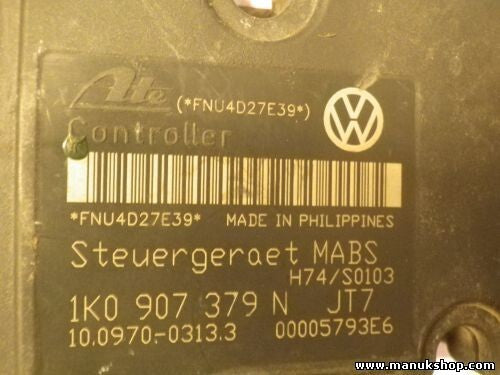 Ate (*FNU4D27E39*)
Controller
*FNU4D27E39* MADE IN PHILIPPINES
Steuergeraet MABS
H74/S0103
1K0 907 379 N JT7
10.0970-0313.3 00005793E6
www.manukshop.com